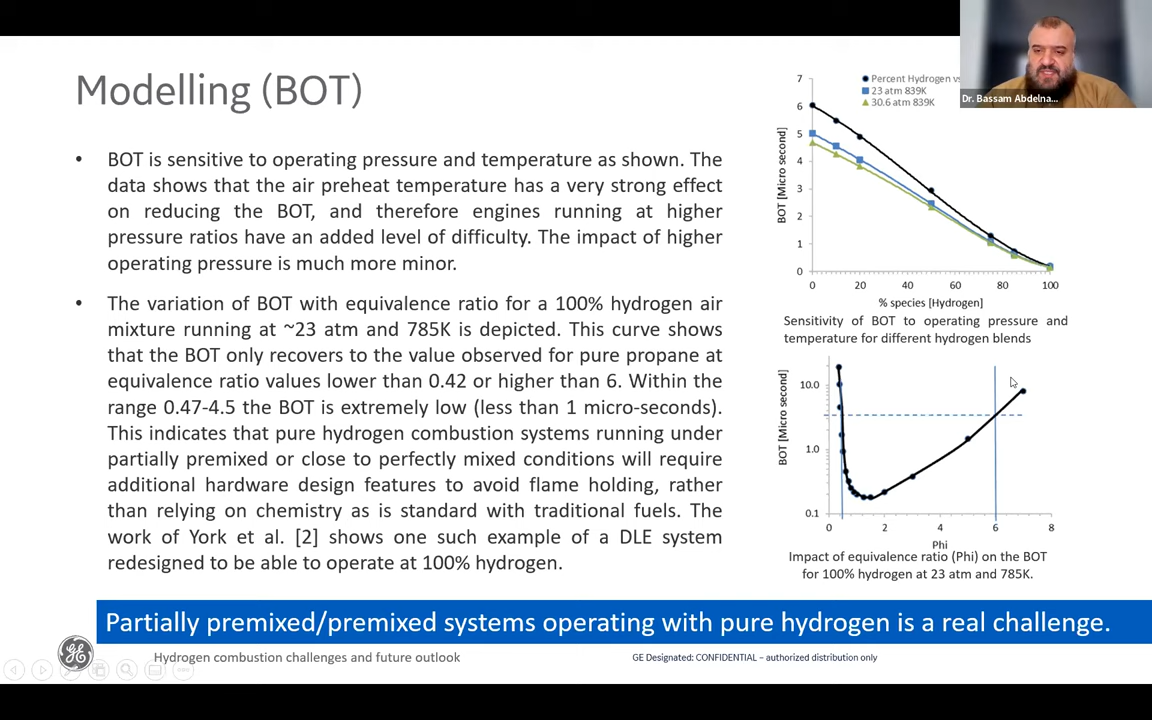 Modelling (BOT)
• BOT is sensitive to operating pressure and temperature as shown. The
data shows that the air preheat temperature has a very strong effect
on reducing the BOT, and therefore engines running at higher
pressure ratios have an added level of difficulty. The impact of higher
operating pressure is much more minor.
• The variation of BOT with equivalence ratio for a 100% hydrogen air
mixture running at ~23 atm and 785K is depicted. This curve shows
that the BOT only recovers to the value observed for pure propane at
equivalence ratio values lower than 0.42 or higher than 6. Within the
range 0.47-4.5 the BOT is extremely low (less than 1 micro-seconds).
This indicates that pure hydrogen combustion systems running under
partially premixed or close to perfectly mixed conditions will require
additional hardware design features to avoid flame holding, rather
than relying on chemistry as is standard with traditional fuels. The
work of York et al. [2] shows one such example of a DLE system
redesigned to be able to operate at 100% hydrogen.
Dr. Bassam Abdelna...
Percent Hydrogen vs
23 atm 839K
30.6 atm 839K
BOT [Micro second]
7
6
5
4
3
2
1
0
0 20 40 60 80 100
% species [Hydrogen]
Sensitivity of BOT to operating pressure and
temperature for different hydrogen blends
BOT [Micro second]
10.0
1.0
0.1
0 2 4 6 8
Phi
Impact of equivalence ratio (Phi) on the BOT
for 100% hydrogen at 23 atm and 785K.
Partially premixed/premixed systems operating with pure hydrogen is a real challenge.
GE
Hydrogen combustion challenges and future outlook
GE Designated: CONFIDENTIAL – authorized distribution only